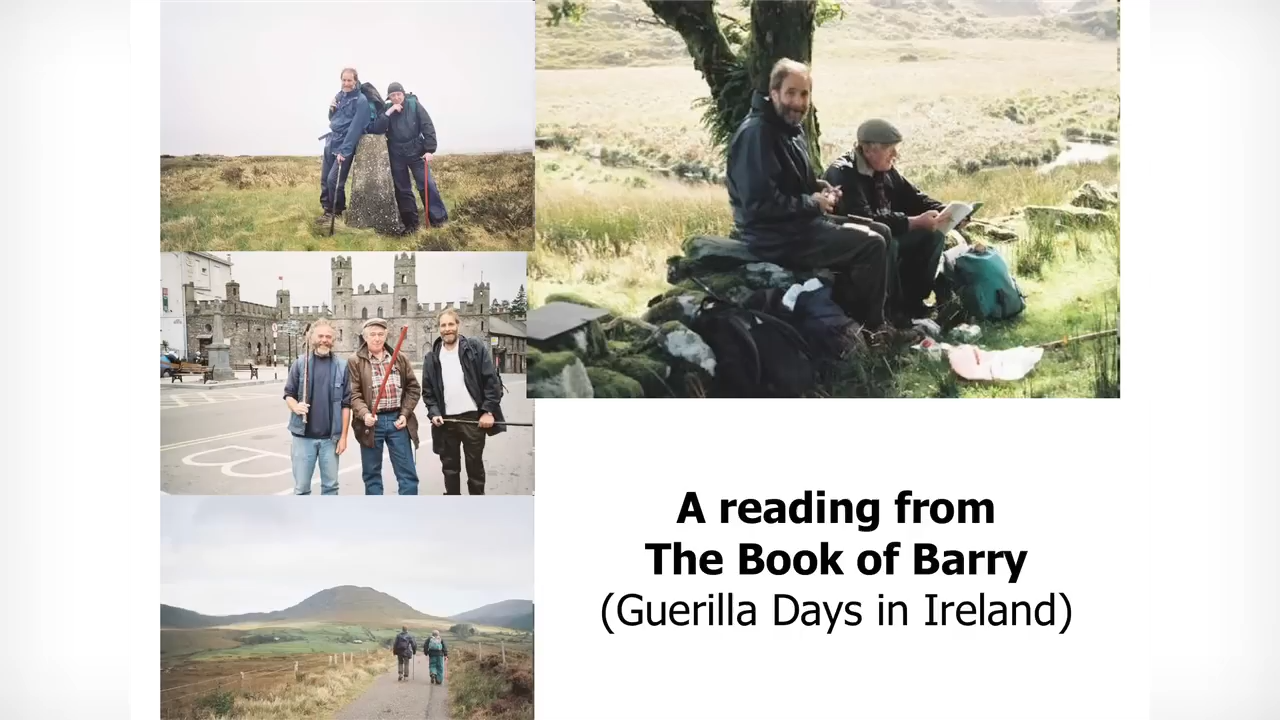 A reading from
The Book of Barry
(Guerilla Days in Ireland)